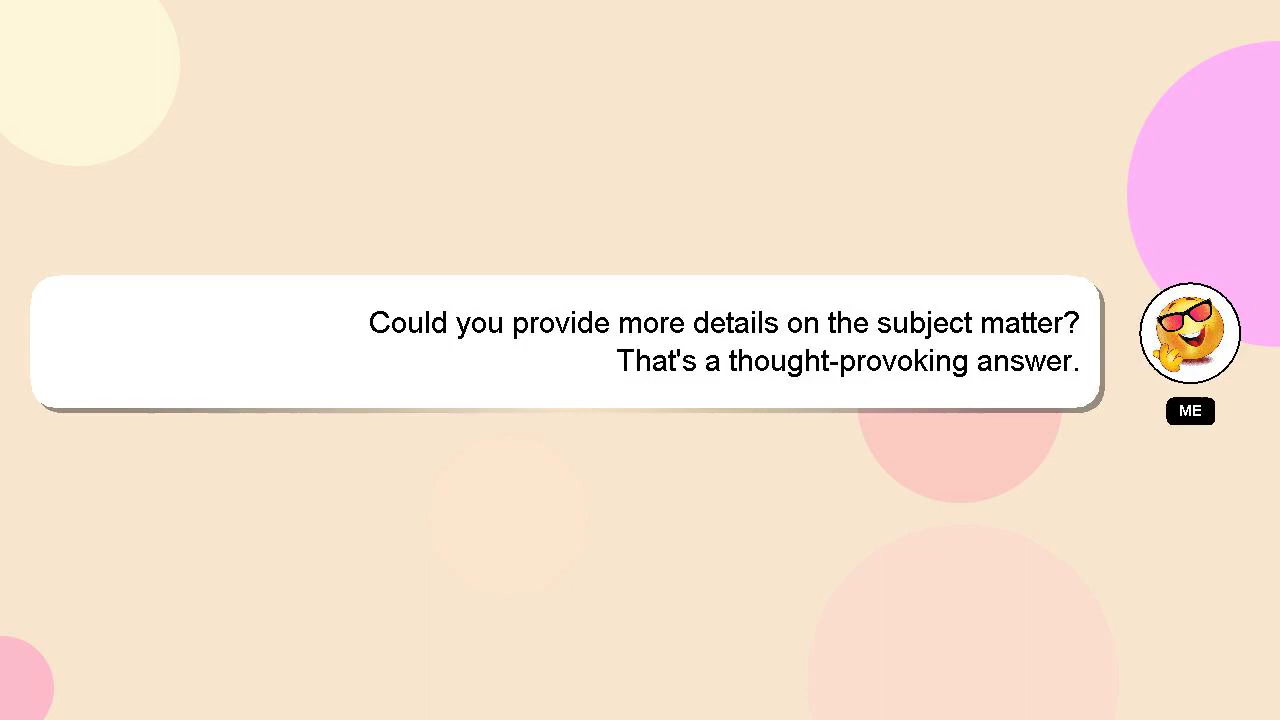 Could you provide more details on the subject matter?
That's a thought-provoking answer.
ME